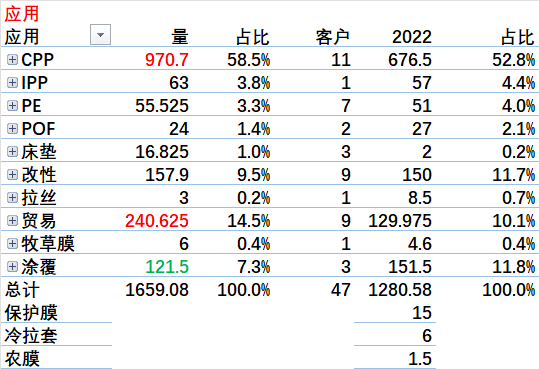 应用
应用 量 占比 客户 2022 占比
CPP 970.7 58.5% 11 676.5 52.8%
IPP 63 3.8% 1 57 4.4%
PE 55.525 3.3% 7 51 4.0%
POF 24 1.4% 2 27 2.1%
床垫 16.825 1.0% 3 2 0.2%
改性 157.9 9.5% 9 150 11.7%
拉丝 3 0.2% 1 8.5 0.7%
贸易 240.625 14.5% 9 129.975 10.1%
牧草膜 6 0.4% 1 4.6 0.4%
涂覆 121.5 7.3% 3 151.5 11.8%
总计 1659.08 100.0% 47 1280.58 100.0%
保护膜 15
冷拉套 6
农膜 1.5